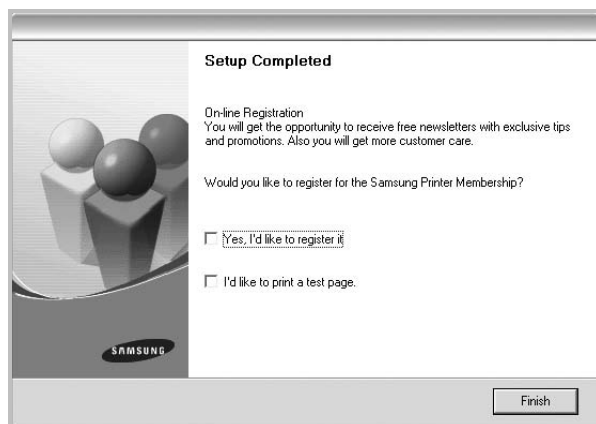 Setup Completed
On-line Registration
You will get the opportunity to receive free newsletters with exclusive tips
and promotions. Also you will get more customer care.
Would you like to register for the Samsung Printer Membership?
Yes, I'd like to register it
I'd like to print a test page.
SAMSUNG
Finish